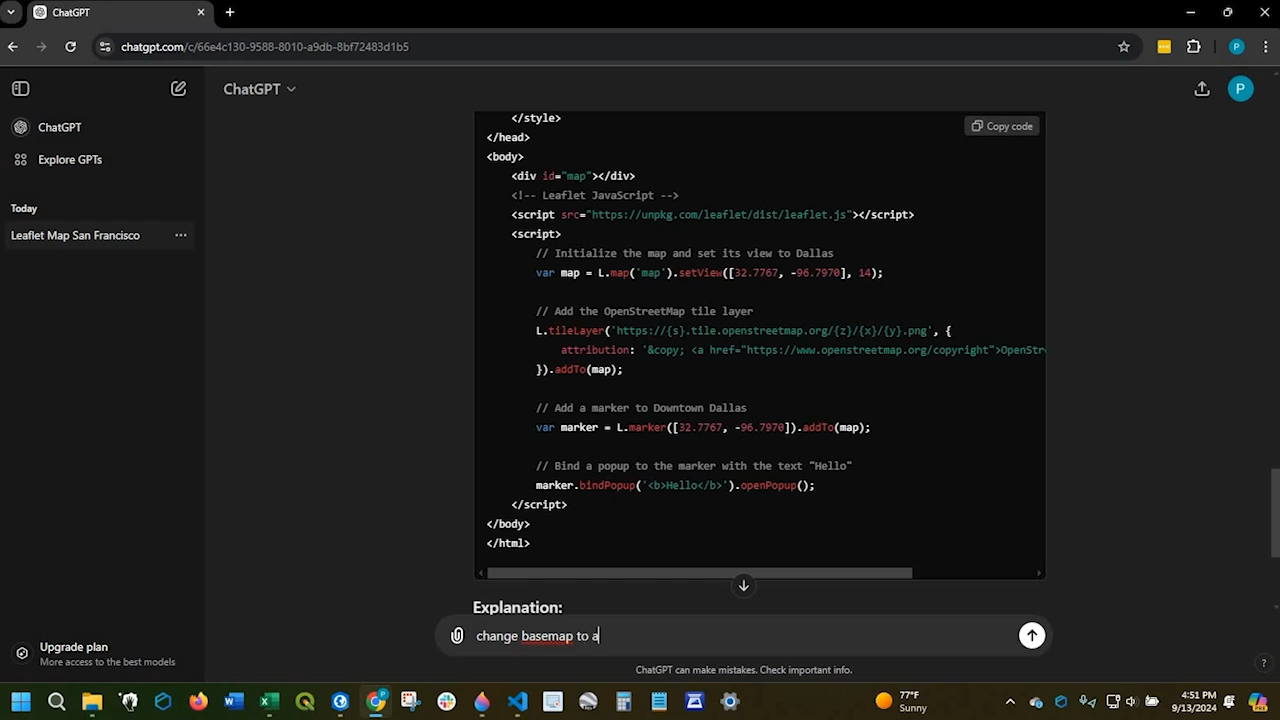 ChatGPT
chatgpt.com/c/66e4c130-9588-8010-a9db-8bf72483d1b5
P
ChatGPT
P
ChatGPT
Explore GPTs
Today
Leaflet Map San Francisco
Copy code
</style>
</head>
<body>
<div id="map"></div>
<!-- Leaflet JavaScript -->
<script src="https://unpkg.com/leaflet/dist/leaflet.js"></script>
<script>
// Initialize the map and set its view to Dallas
var map = L.map('map').setView([32.7767, -96.7970], 14);
// Add the OpenStreetMap tile layer
L.tileLayer('https://{s}.tile.openstreetmap.org/{z}/{x}/{y}.png', {
attribution: '&copy; <a href="https://www.openstreetmap.org/copyright">OpenStr
}).addTo(map);
// Add a marker to Downtown Dallas
var marker = L.marker([32.7767, -96.7970]).addTo(map);
// Bind a popup to the marker with the text "Hello"
marker.bindPopup('<b>Hello</b>').openPopup();
</script>
</body>
</html>
Explanation:
change basemap to a
ChatGPT can make mistakes. Check important info.
?
Upgrade plan
More access to the best models
77°F
Sunny
4:51 PM
9/13/2024